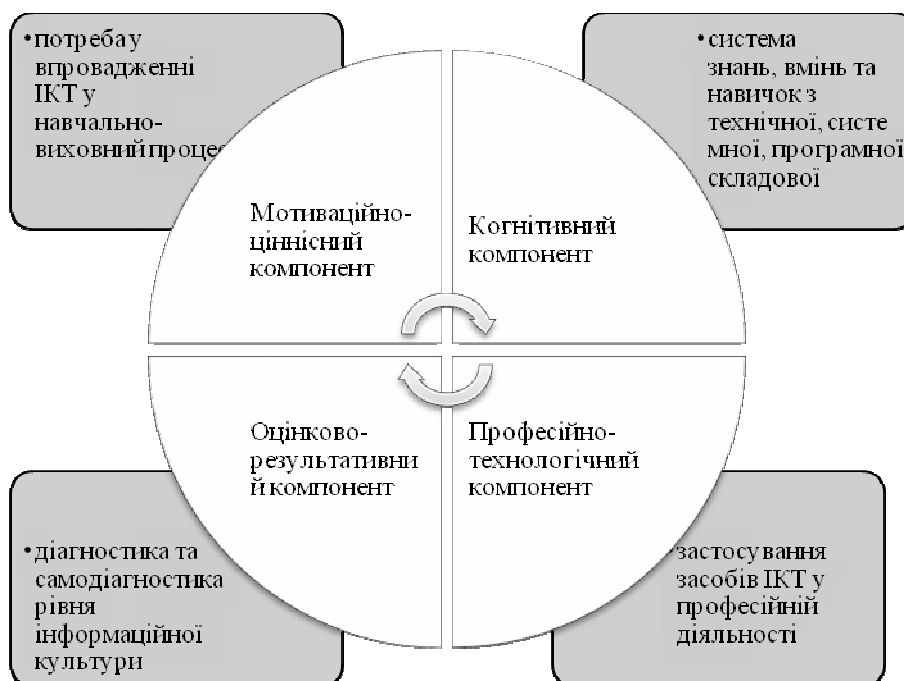 •потреба у
впровадженні
ІКТ у
навчально-
виховний процес
•система
знань, вмінь та
навичок з
технічної, систе
мної, програмної
складової
Мотиваційно-
ціннісний
компонент
Когнітивний
компонент
Оцінково-
результативни
й компонент
Професійно-
технологічний
компонент
•діагностика та
самодіагностика
рівня
інформаційної
культури
•застосування
засобів ІКТ у
професійній
діяльності